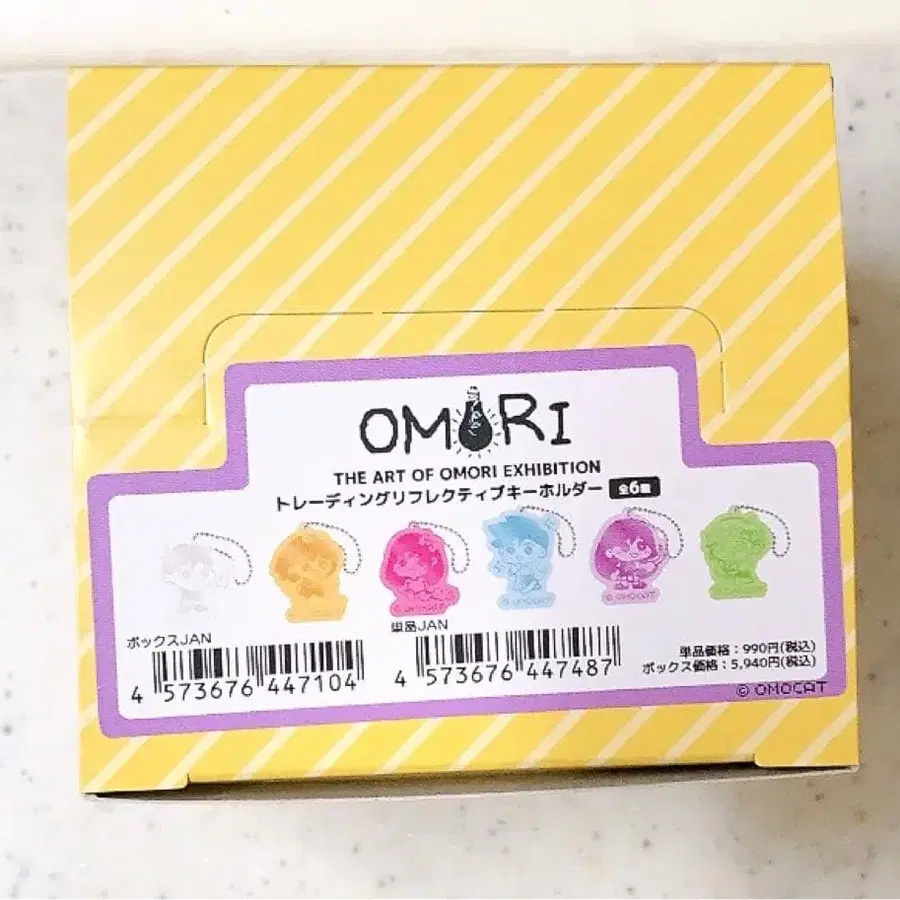 OMORI
THE ART OF OMORI EXHIBITION
トレーディングリフレクティブキーホルダー 全6種
© OMOCAT
© OMOCAT
ボックスJAN
4 573676 447104
単品JAN
4 573676 447487
単品価格：990円(税込)
ボックス価格：5,940円(税込)
© OMOCAT